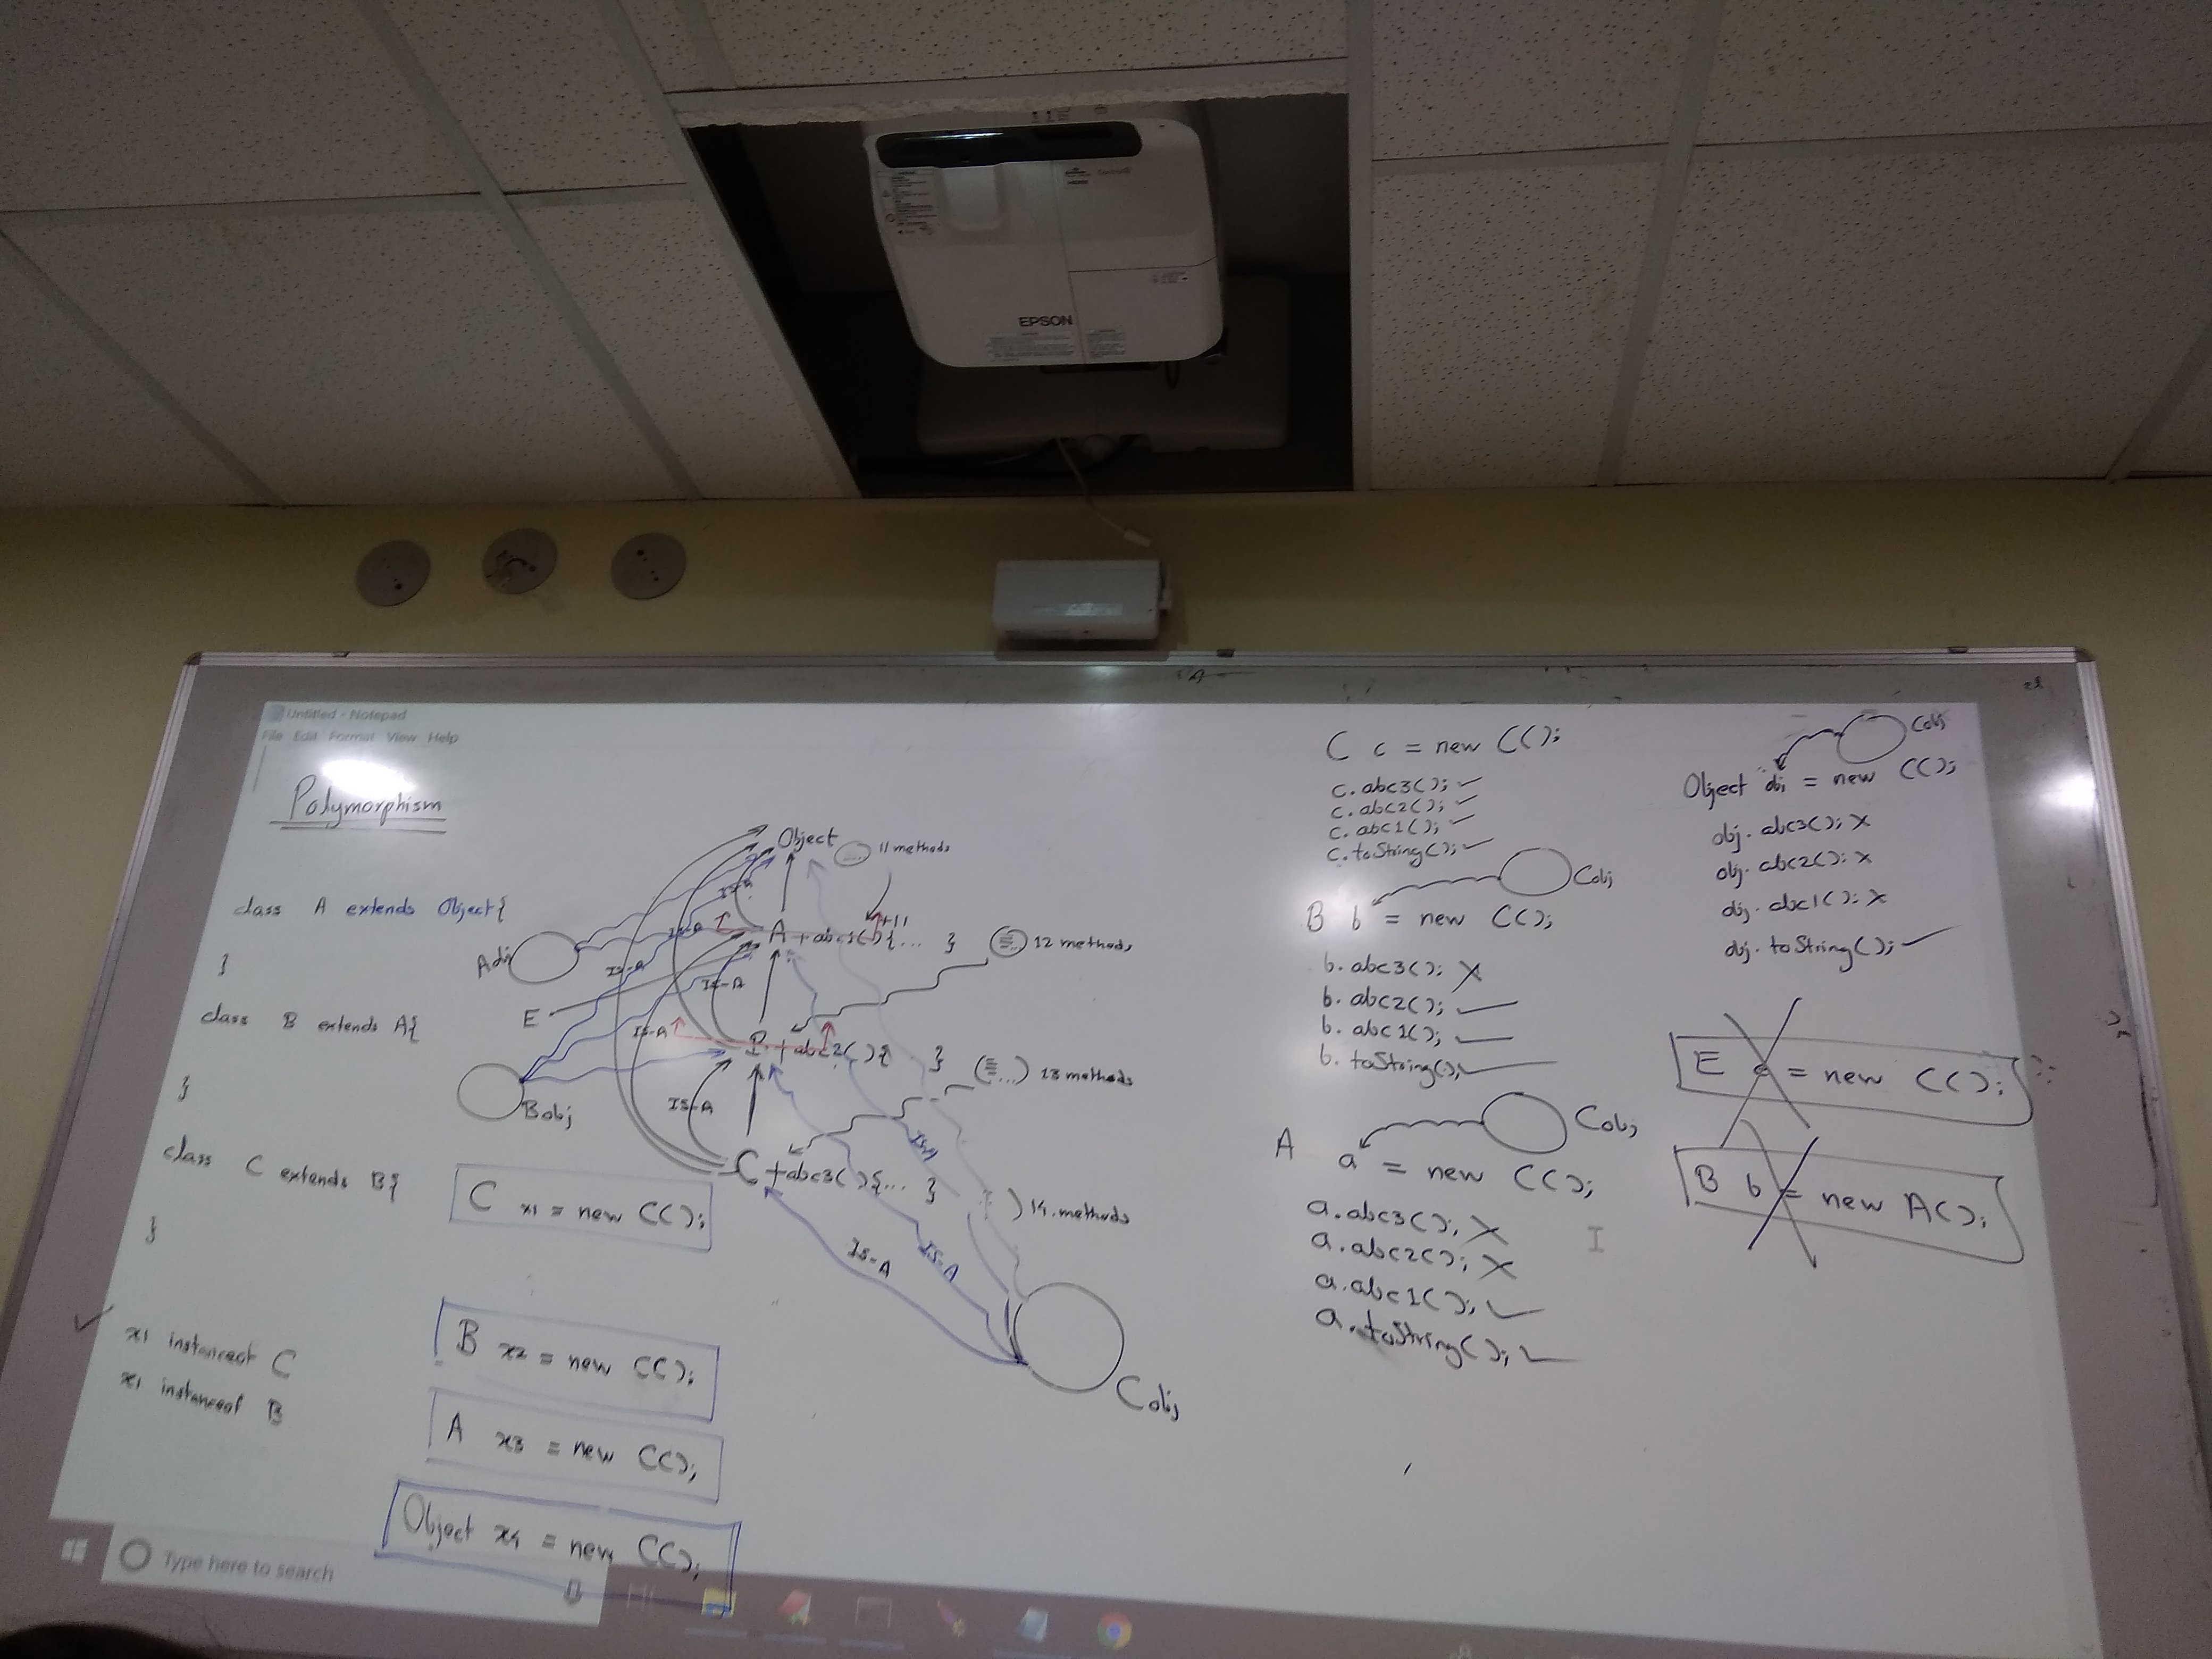 EPSON
Untitled - Notepad
File Edit Format View Help
Polymorphism
class A extends Object{
}
class B extends A{
}
class C extends B{
}
x1 instanceof C
x1 instanceof B
Object
11 methods
IS-A
+11
A +abc1(){... }
12 methods
Aobj
IS-A
IS-A
IS-A
E
IS-A
B +abc2(){ }
13 methods
Bobj
IS-A
IS-A
C +abc3(){... }
14 methods
IS-A
IS-A
Cobj
C x1 = new C();
B x2 = new C();
A x3 = new C();
Object x4 = new C();
C c = new C();
c.abc3(); ✓
c.abc2(); ✓
c.abc1(); ✓
c.toString(); ✓
Cobj
B b = new C();
b.abc3(); X
b.abc2(); ✓
b.abc1(); ✓
b.toString(); ✓
Cobj
A a = new C();
a.abc3(); X
a.abc2(); X
a.abc1(); ✓
a.toString(); ✓
Cobj
Object obj = new C();
obj.abc3(); X
obj.abc2(); X
obj.abc1(); X
obj.toString(); ✓
E e = new C();
B b = new A();
Type here to search